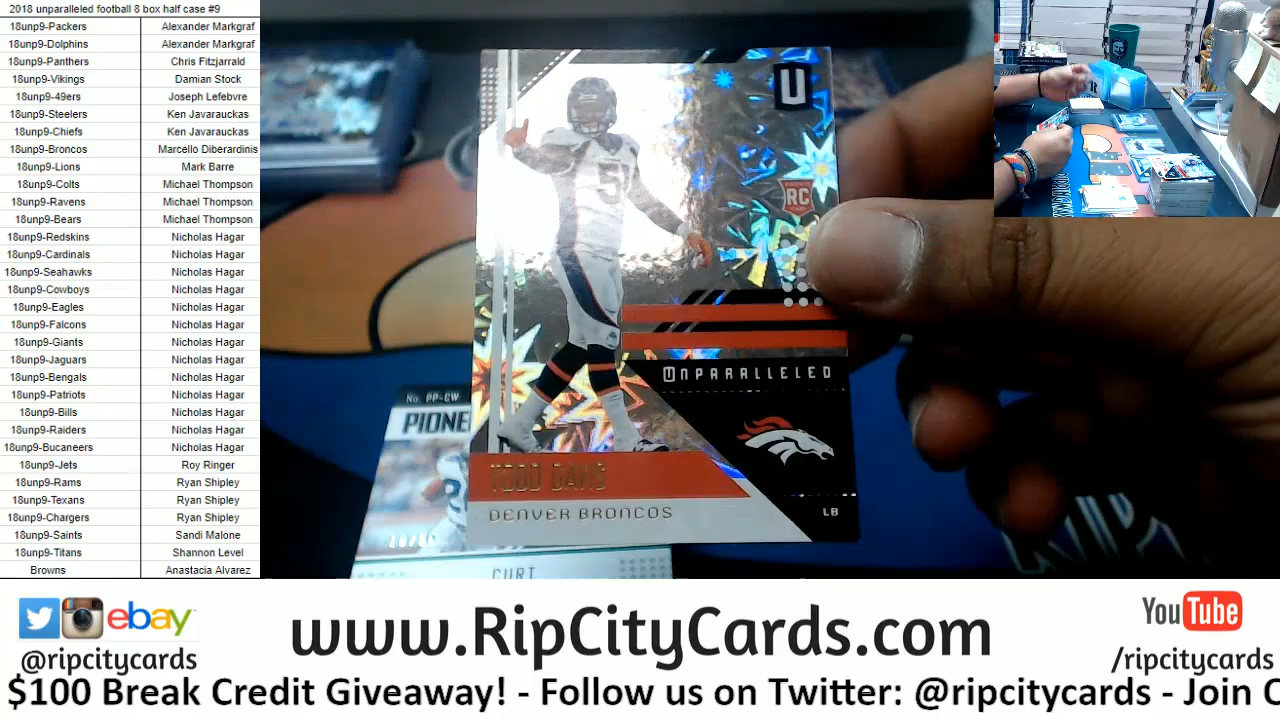 2018 unparalleled football 8 box half case #9
18unp9-Packers Alexander Markgraf
18unp9-Dolphins Alexander Markgraf
18unp9-Panthers Chris Fitzjarrald
18unp9-Vikings Damian Stock
18unp9-49ers Joseph Lefebvre
18unp9-Steelers Ken Javarauckas
18unp9-Chiefs Ken Javarauckas
18unp9-Broncos Marcello Diberardinis
18unp9-Lions Mark Barre
18unp9-Colts Michael Thompson
18unp9-Ravens Michael Thompson
18unp9-Bears Michael Thompson
18unp9-Redskins Nicholas Hagar
18unp9-Cardinals Nicholas Hagar
18unp9-Seahawks Nicholas Hagar
18unp9-Cowboys Nicholas Hagar
18unp9-Eagles Nicholas Hagar
18unp9-Falcons Nicholas Hagar
18unp9-Giants Nicholas Hagar
18unp9-Jaguars Nicholas Hagar
18unp9-Bengals Nicholas Hagar
18unp9-Patriots Nicholas Hagar
18unp9-Bills Nicholas Hagar
18unp9-Raiders Nicholas Hagar
18unp9-Bucaneers Nicholas Hagar
18unp9-Jets Roy Ringer
18unp9-Rams Ryan Shipley
18unp9-Texans Ryan Shipley
18unp9-Chargers Ryan Shipley
18unp9-Saints Sandi Malone
18unp9-Titans Shannon Level
Browns Anastacia Alvarez
U
RC
5
UNPARALLELED
TODD
DENVER BRONCOS
LB
No. PP-CW
PIONE
CURT
ebay
@ripcitycards
www.RipCityCards.com
YouTube
/ripcitycards
$100 Break Credit Giveaway! - Follow us on Twitter: @ripcitycards - Join